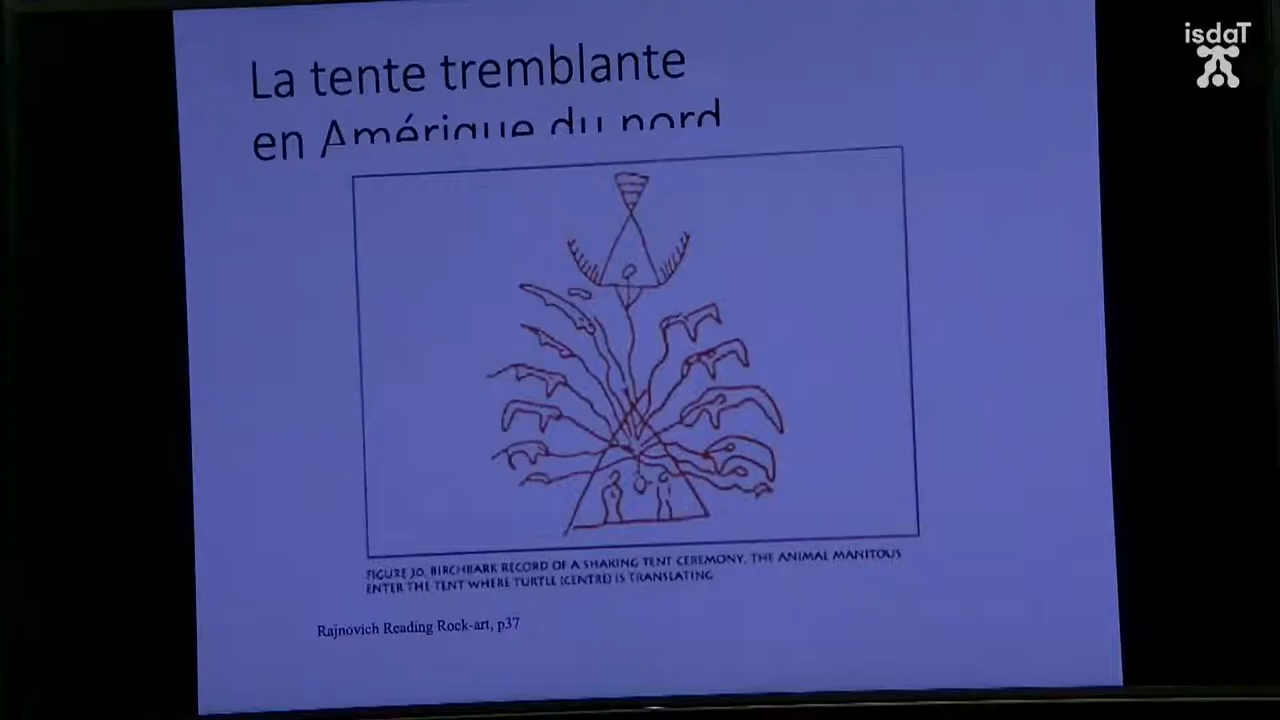 La tente tremblante
en Amérique du nord
FIGURE 30. BIRCHBARK RECORD OF A SHAKING TENT CEREMONY. THE ANIMAL MANITOUS
ENTER THE TENT WHERE TURTLE (CENTRE) IS TRANSLATING
Rajnovich Reading Rock-art, p37
isdaT